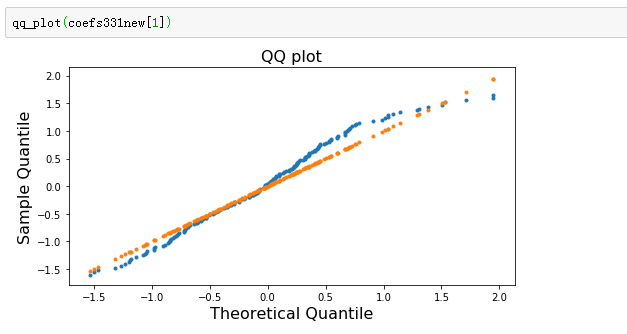 qq_plot(coefs331new[1])
QQ plot
Sample Quantile
2.0
1.5
1.0
0.5
0.0
−0.5
−1.0
−1.5
−1.5 −1.0 −0.5 0.0 0.5 1.0 1.5 2.0
Theoretical Quantile